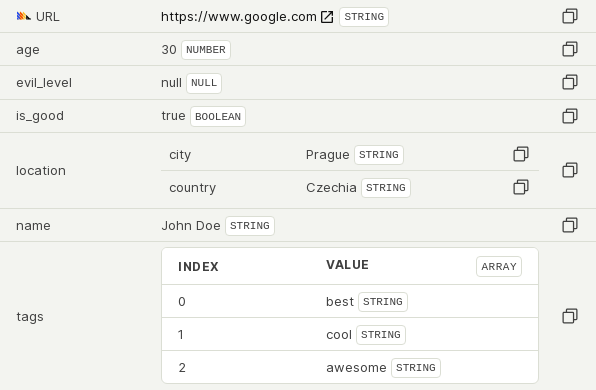 URL https://www.google.com STRING
age 30 NUMBER
evil_level null NULL
is_good true BOOLEAN
location
city Prague STRING
country Czechia STRING
name John Doe STRING
tags
INDEX VALUE ARRAY
0 best STRING
1 cool STRING
2 awesome STRING